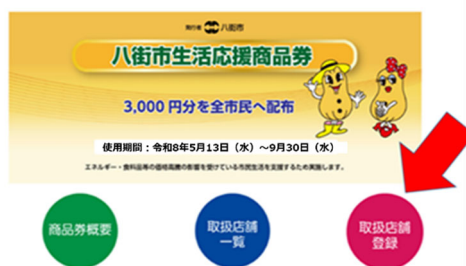 発行者 八街市
八街市生活応援商品券
3,000 円分を全市民へ配布
使用期間：令和8年5月13日（水）～9月30日（水）
エネルギー・食料品等の価格高騰の影響を受けている市民生活を支援するため実施します。
商品券概要
取扱店舗
一覧
取扱店舗
登録